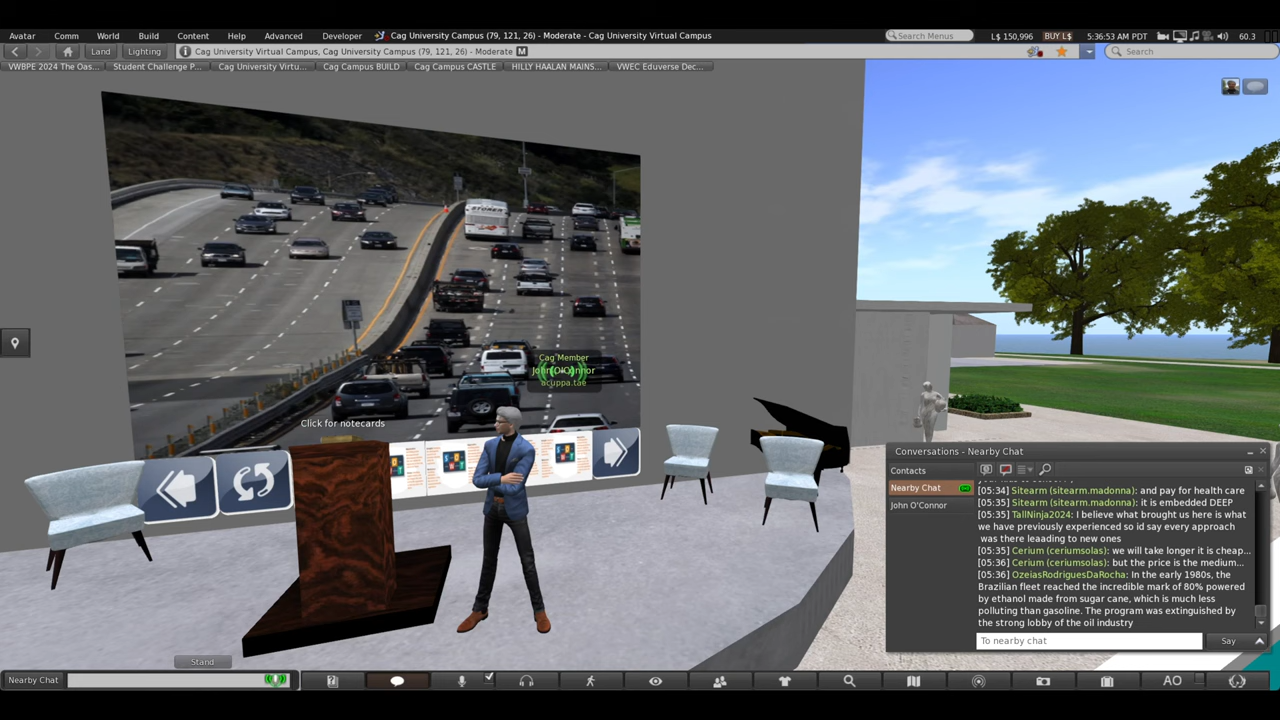 Avatar Comm World Build Content Help Advanced Developer Cag University Campus (79, 121, 26) - Moderate - Cag University Virtual Campus Search Menus L$ 150,996 BUY L$ 5:36:53 AM PDT 60.3
Land Lighting Cag University Virtual Campus, Cag University Campus (79, 121, 26) - Moderate M Search
VWBPE 2024 The Oas... Student Challenge P... Cag University Virtu... Cag Campus BUILD Cag Campus CASTLE HILLY HAALAN MAINS... VWEC Eduverse Dec...
Cag Member
John O'Connor
acuppa.tae
Click for notecards
Conversations - Nearby Chat
Contacts
Nearby Chat
John O'Connor
[05:34] Sitearm (sitearm.madonna): and pay for health care
[05:35] Sitearm (sitearm.madonna): it is embedded DEEP
[05:35] TallNinja2024: I believe what brought us here is what
we have previously experienced so id say every approach
was there leaading to new ones
[05:35] Cerium (ceriumsolas): we will take longer it is cheap...
[05:36] Cerium (ceriumsolas): but the price is the medium...
[05:36] OzeiasRodriguesDaRocha: In the early 1980s, the
Brazilian fleet reached the incredible mark of 80% powered
by ethanol made from sugar cane, which is much less
polluting than gasoline. The program was extinguished by
the strong lobby of the oil industry
To nearby chat Say
Stand
Nearby Chat AO